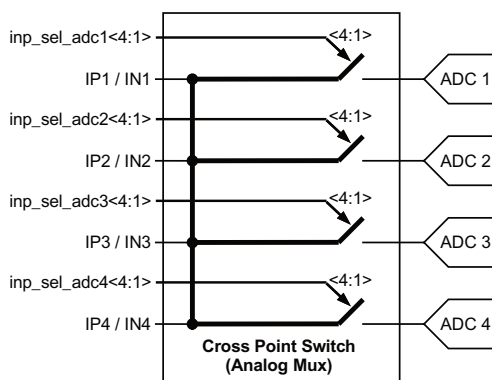 inp_sel_adc1<4:1>
<4:1>
IP1 / IN1
ADC 1
inp_sel_adc2<4:1>
<4:1>
IP2 / IN2
ADC 2
inp_sel_adc3<4:1>
<4:1>
IP3 / IN3
ADC 3
inp_sel_adc4<4:1>
<4:1>
IP4 / IN4
ADC 4
Cross Point Switch
(Analog Mux)